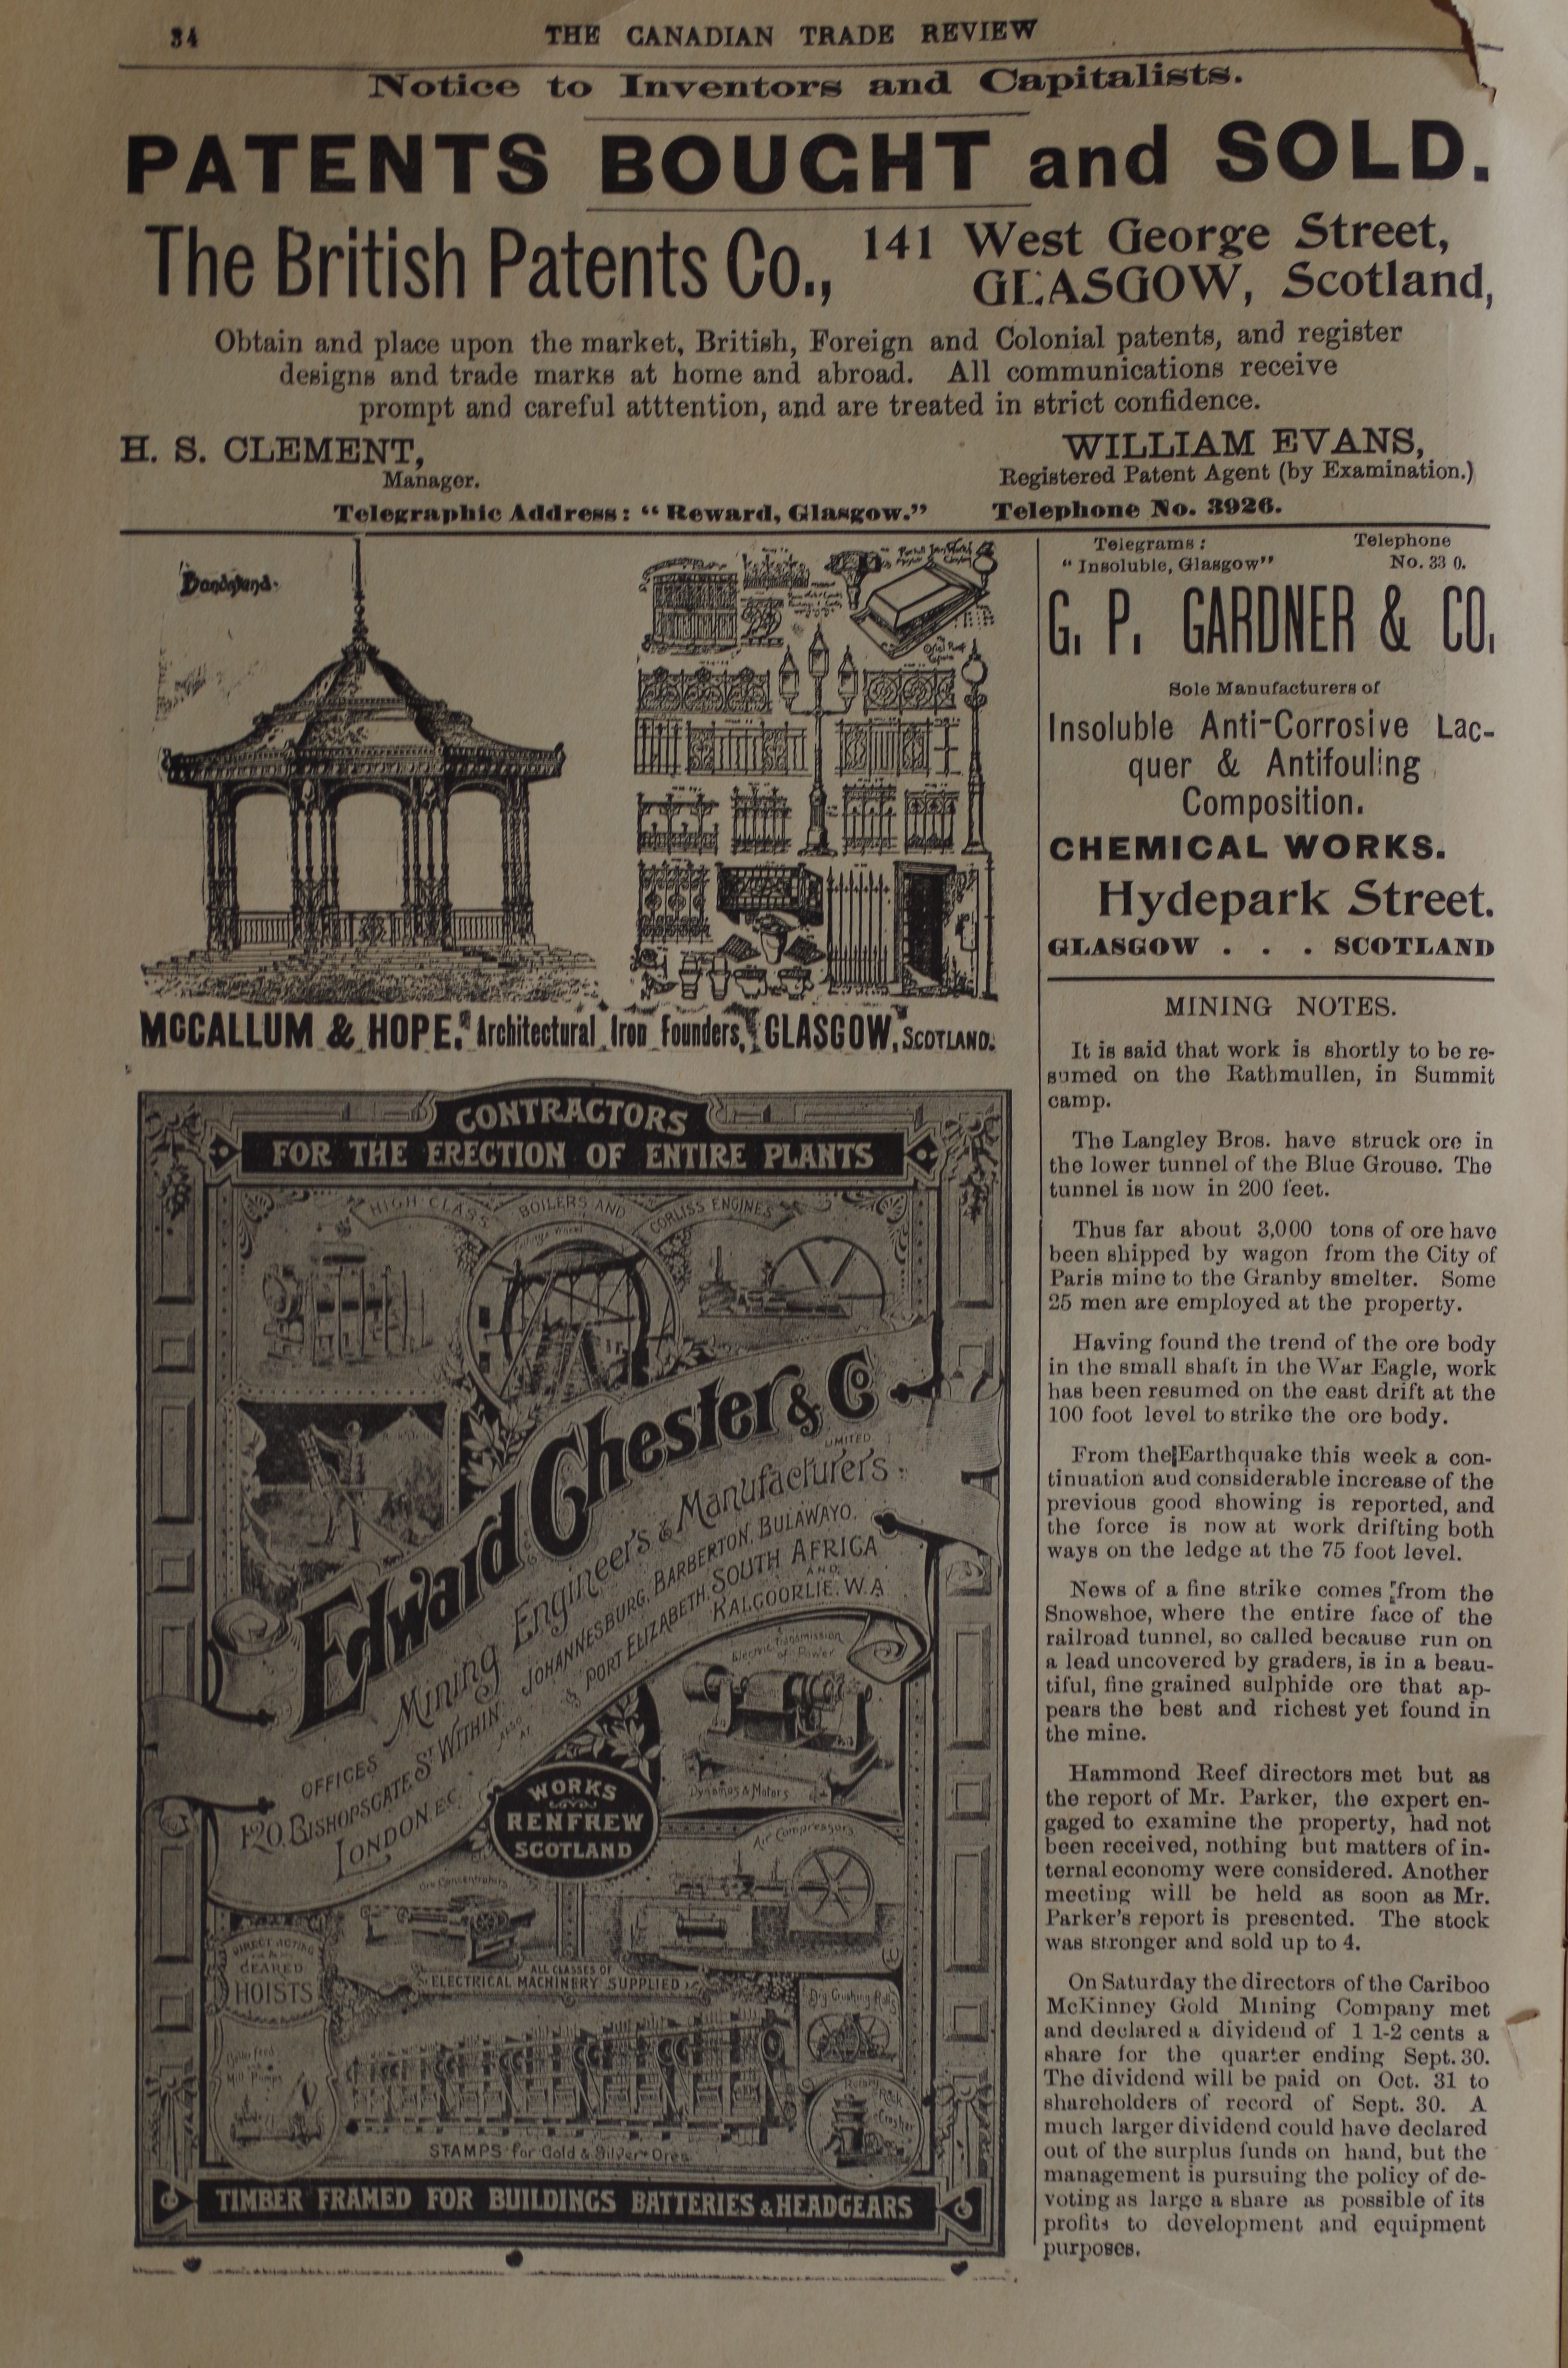 34
THE CANADIAN TRADE REVIEW
Notice to Inventors and Capitalists.
PATENTS BOUGHT and SOLD.
The British Patents Co., 141 West George Street,
GLASGOW, Scotland,
Obtain and place upon the market, British, Foreign and Colonial patents, and register
designs and trade marks at home and abroad. All communications receive
prompt and careful atttention, and are treated in strict confidence.
H. S. CLEMENT,
Manager.
WILLIAM EVANS,
Registered Patent Agent (by Examination.)
Telegraphic Address: "Reward, Glasgow." Telephone No. 3926.
Bandstand.
MCCALLUM & HOPE, Architectural Iron Founders, GLASGOW, SCOTLAND.
CONTRACTORS
FOR THE ERECTION OF ENTIRE PLANTS
HIGH CLASS BOILERS AND CORLISS ENGINES
Edward Chester & Co
LIMITED
Mining Engineers & Manufacturers.
OFFICES
120, BISHOPSGATE ST WITHIN,
LONDON E.C.
ALSO AT
JOHANNESBURG, BARBERTON, BULAWAYO,
& PORT ELIZABETH, SOUTH AFRICA
AND
KALGOORLIE, W.A
Electric Transmission
of Power
Dynamos & Motors
WORKS
RENFREW
SCOTLAND
Air Compressors
Ore Concentrators
DIRECT ACTING
&
GEARED
HOISTS
ALL CLASSES OF
ELECTRICAL MACHINERY SUPPLIED
Dry Crushing Rolls
Boiler Feed
Mill Pumps
Rock
Crusher
STAMPS for Gold & Silver Ores
TIMBER FRAMED FOR BUILDINGS BATTERIES & HEADGEARS
Telegrams: Telephone
"Insoluble, Glasgow" No. 33 0.
G. P. GARDNER & CO.
Sole Manufacturers of
Insoluble Anti-Corrosive Lac-
quer & Antifouling
Composition.
CHEMICAL WORKS.
Hydepark Street.
GLASGOW . . . SCOTLAND
MINING NOTES.
It is said that work is shortly to be re-
sumed on the Rathmullen, in Summit
camp.
The Langley Bros. have struck ore in
the lower tunnel of the Blue Grouse. The
tunnel is now in 200 feet.
Thus far about 3,000 tons of ore have
been shipped by wagon from the City of
Paris mine to the Granby smelter. Some
25 men are employed at the property.
Having found the trend of the ore body
in the small shaft in the War Eagle, work
has been resumed on the east drift at the
100 foot level to strike the ore body.
From the Earthquake this week a con-
tinuation and considerable increase of the
previous good showing is reported, and
the force is now at work drifting both
ways on the ledge at the 75 foot level.
News of a fine strike comes from the
Snowshoe, where the entire face of the
railroad tunnel, so called because run on
a lead uncovered by graders, is in a beau-
tiful, fine grained sulphide ore that ap-
pears the best and richest yet found in
the mine.
Hammond Reef directors met but as
the report of Mr. Parker, the expert en-
gaged to examine the property, had not
been received, nothing but matters of in-
ternal economy were considered. Another
meeting will be held as soon as Mr.
Parker's report is presented. The stock
was stronger and sold up to 4.
On Saturday the directors of the Cariboo
McKinney Gold Mining Company met
and declared a dividend of 1 1-2 cents a
share for the quarter ending Sept. 30.
The dividend will be paid on Oct. 31 to
shareholders of record of Sept. 30. A
much larger dividend could have declared
out of the surplus funds on hand, but the
management is pursuing the policy of de-
voting as large a share as possible of its
profits to development and equipment
purposes.